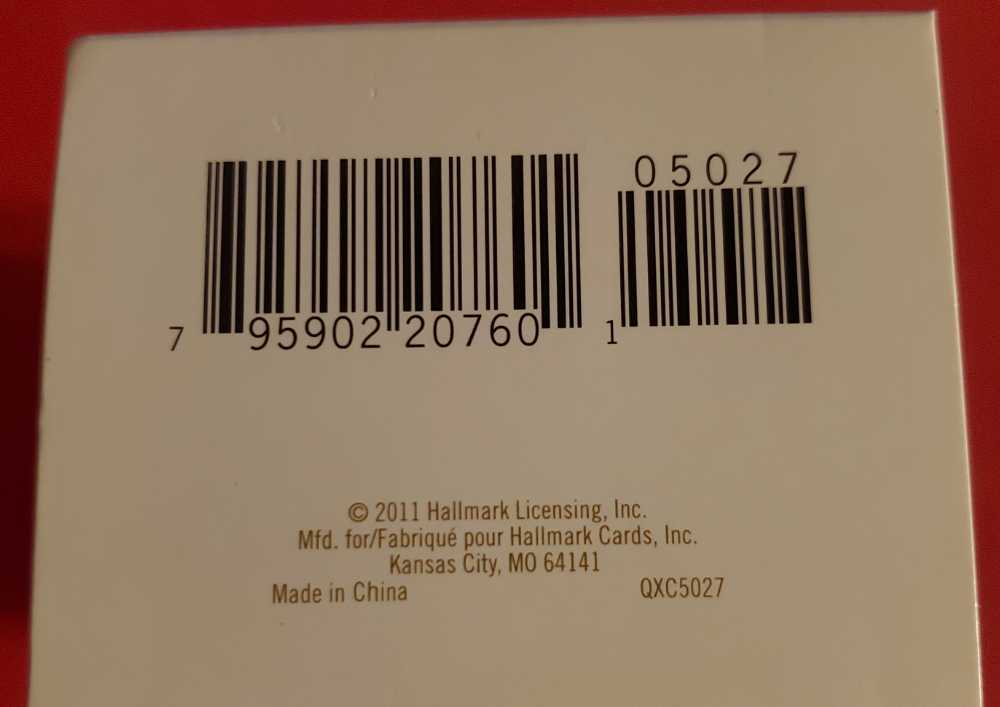 05027
7 95902 20760 1
© 2011 Hallmark Licensing, Inc.
Mfd. for/Fabriqué pour Hallmark Cards, Inc.
Kansas City, MO 64141
Made in China QXC5027